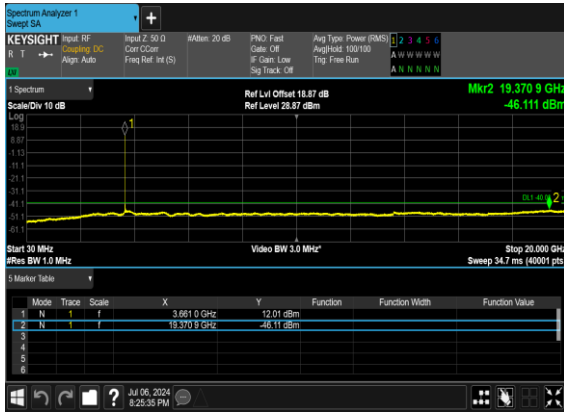 Spectrum Analyzer 1
Swept SA
KEYSIGHT Input: RF Input Z: 50 Ω #Atten: 20 dB PNO: Fast Avg Type: Power (RMS) 1 2 3 4 5 6
R T Coupling: DC Corr CCorr Gate: Off Avg|Hold: 100/100 A W W W W W
Align: Auto Freq Ref: Int (S) IF Gain: Low Trig: Free Run
LXI Sig Track: Off A N N N N N
1 Spectrum Ref Lvl Offset 18.87 dB Mkr2 19.370 9 GHz
Scale/Div 10 dB Ref Level 28.87 dBm -46.111 dBm
Log
18.9
8.87
-1.13
-11.1
-21.1
-31.1
-41.1
-51.1
-61.1
1
2
Start 30 MHz Video BW 3.0 MHz* Stop 20.000 GHz
#Res BW 1.0 MHz Sweep 34.7 ms (40001 pts)
5 Marker Table
Mode Trace Scale X Y Function Function Width Function Value
1 N 1 f 3.661 0 GHz 12.01 dBm
2 N 1 f 19.370 9 GHz -46.11 dBm
3
4
5
6
? Jul 06, 2024
8:25:35 PM